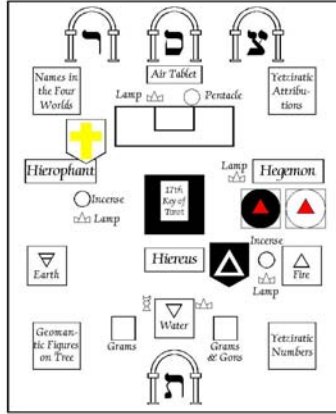 ר
כ
צ
Names in
the Four
Worlds
Air Tablet
Lamp
Pentacle
Yetziratic
Attribu-
tions
Hierophant
Lamp
Hegemon
Incense
Lamp
17th
Key of
Tarot
Earth
Hiereus
Incense
Lamp
Fire
Geoman-
tic Figures
on Tree
Grams
Water
Grams
& Gons
Yetziratic
Numbers
ת